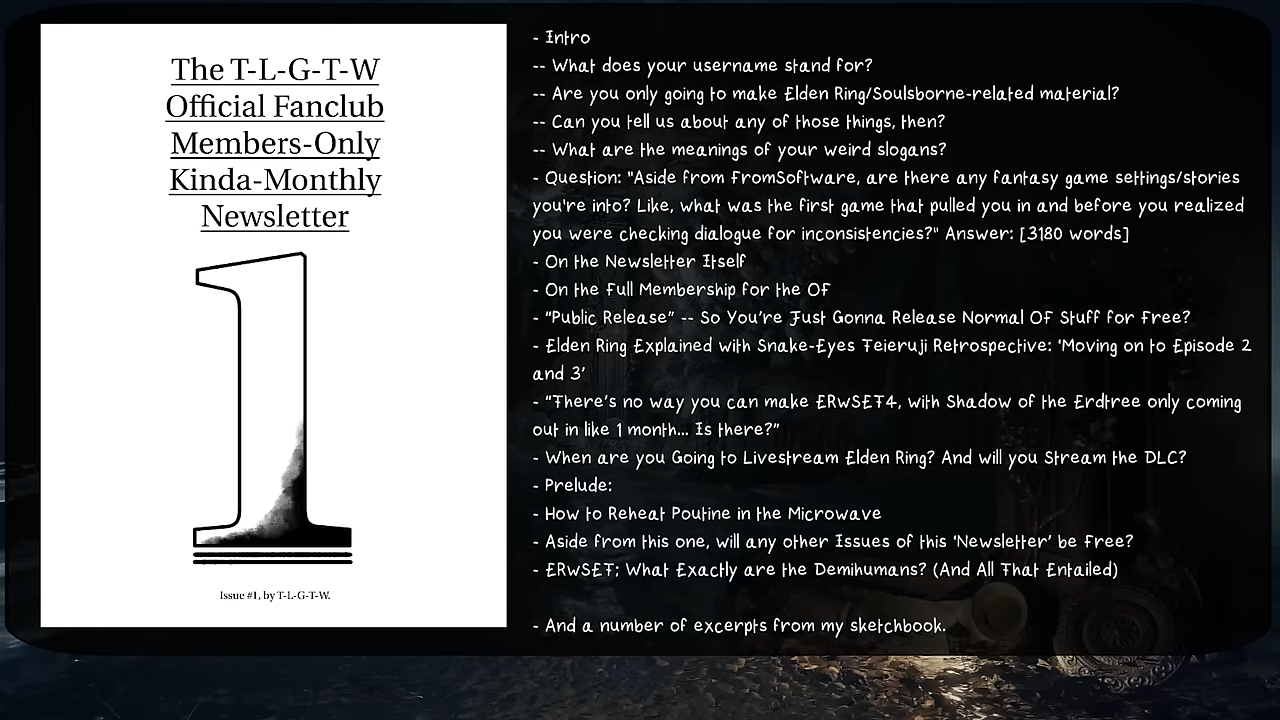 The T-L-G-T-W
Official Fanclub
Members-Only
Kinda-Monthly
Newsletter
1
Issue #1, by T-L-G-T-W.
- Intro
-- What does your username stand for?
-- Are you only going to make Elden Ring/Soulsborne-related material?
-- Can you tell us about any of those things, then?
-- What are the meanings of your weird slogans?
- Question: "Aside from FromSoftware, are there any fantasy game settings/stories
you're into? Like, what was the first game that pulled you in and before you realized
you were checking dialogue for inconsistencies?" Answer: [3180 words]
- On the Newsletter Itself
- On the Full Membership for the OF
- “Public Release” -- So You’re Just Gonna Release Normal OF Stuff for Free?
- Elden Ring Explained with Snake-Eyes Teieruji Retrospective: ‘Moving on to Episode 2
and 3’
- “There’s no way you can make ERwSET4, with Shadow of the Erdtree only coming
out in like 1 month… Is there?”
- When are you Going to Livestream Elden Ring? And will you Stream the DLC?
- Prelude:
- How to Reheat Poutine in the Microwave
- Aside from this one, will any other Issues of this ‘Newsletter’ be Free?
- ERwSET; What Exactly are the Demihumans? (And All That Entailed)
- And a number of excerpts from my sketchbook.